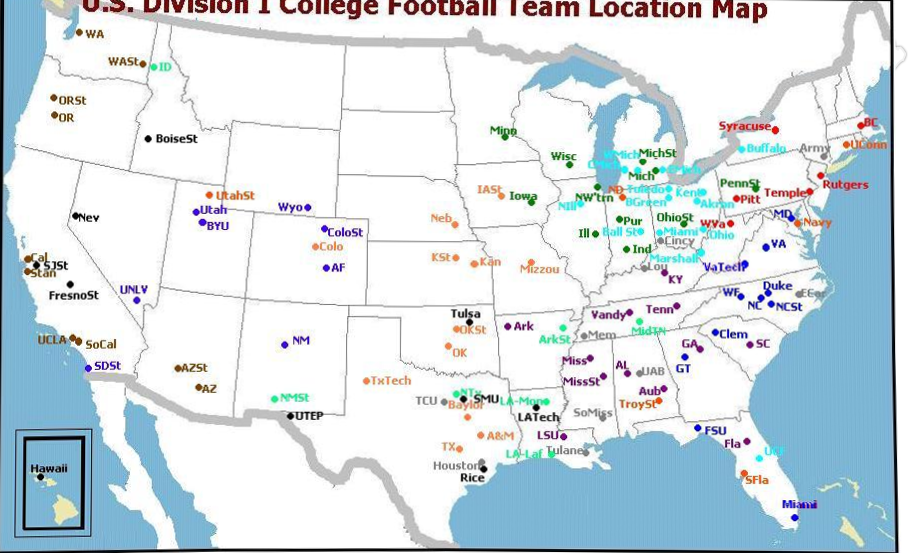 U.S. Division I College Football Team Location Map
WA
WASt
ID
ORSt
OR
BoiseSt
Minn
Wisc
WMich
MichSt
CMich
Mich
EMich
Syracuse
BC
Buffalo
Army
UConn
UtahSt
Utah
BYU
Wyo
Nev
IASt
Iowa
NW'trn
ND
Toledo
Kent
PennSt
Temple
Rutgers
NIll
BGreen
Akron
Pitt
Neb
Pur
OhioSt
WVa
MD
Navy
ColoSt
Colo
Ill
Ball St
Miami
Ohio
Cincy
VA
Cal
SJSt
Stan
AF
KSt
Kan
Mizzou
Ind
Marshall
Lou
KY
VaTech
FresnoSt
UNLV
WF
Duke
ECar
NC
NCSt
Tulsa
Vandy
Tenn
UCLA
SoCal
NM
OKSt
OK
Ark
ArkSt
Mem
MidTN
Clem
SC
GA
GT
SDSt
AZSt
AZ
Miss
MissSt
AL
UAB
Aub
TroySt
TxTech
NMSt
UTEP
TCU
NTx
SMU
Baylor
LA-Mon
LATech
SoMiss
A&M
TX
LSU
LA-Laf
Tulane
FSU
Fla
UCF
Houston
Rice
SFla
Hawaii
Miami